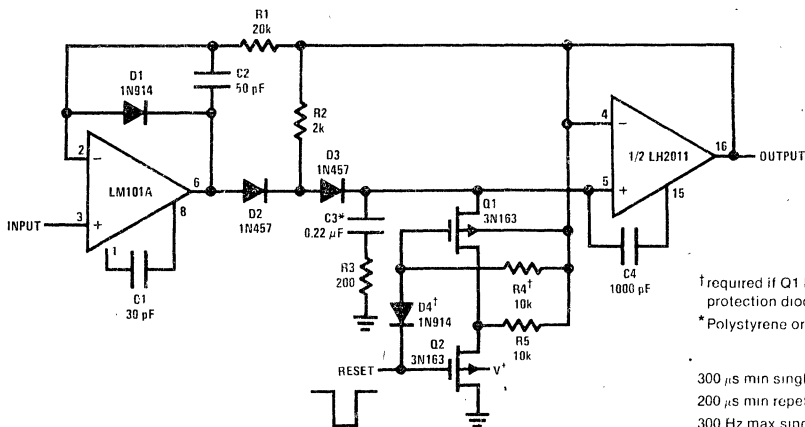 R1
20k
D1
1N914
C2
50 pF
R2
2k
D3
1N457
2
–
LM101A
6
8
3
+
1
INPUT
C1
30 pF
D2
1N457
C3*
0.22 µF
R3
200
Q1
3N163
R4†
10k
D4†
1N914
R5
10k
Q2
3N163
RESET
V+
4
–
1/2 LH2011
16
OUTPUT
5
+
15
C4
1000 pF
†required if Q1
protection diod
*Polystyrene or
300 µs min singl
200 µs min repe
300 Hz max sin